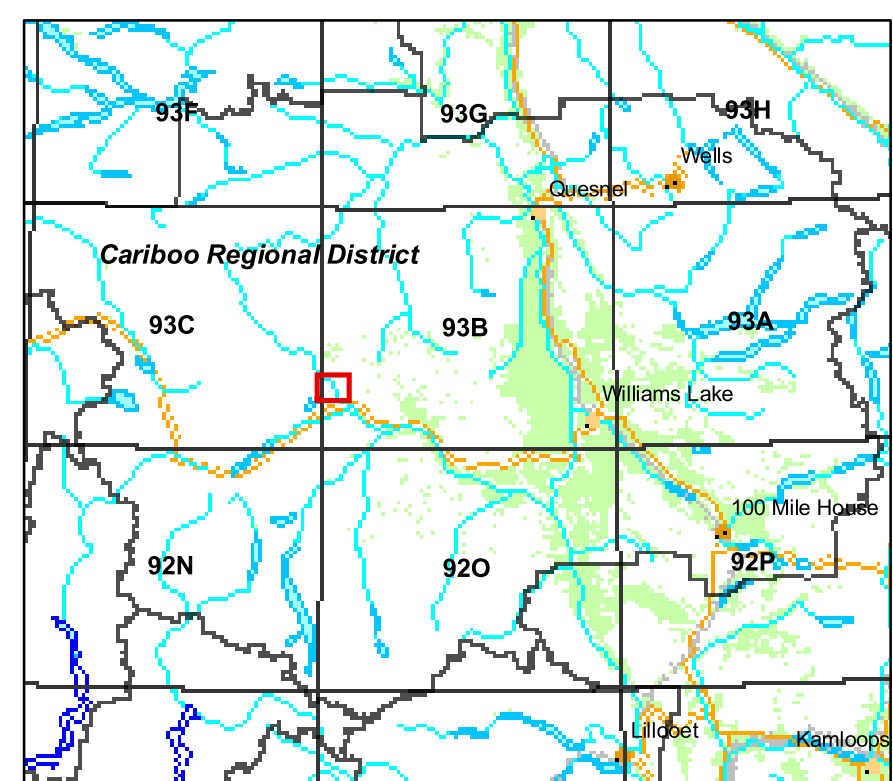 93F
93G
93H
Wells
Quesnel
Cariboo Regional District
93C
93B
93A
Williams Lake
100 Mile House
92N
92O
92P
Lillooet
Kamloops